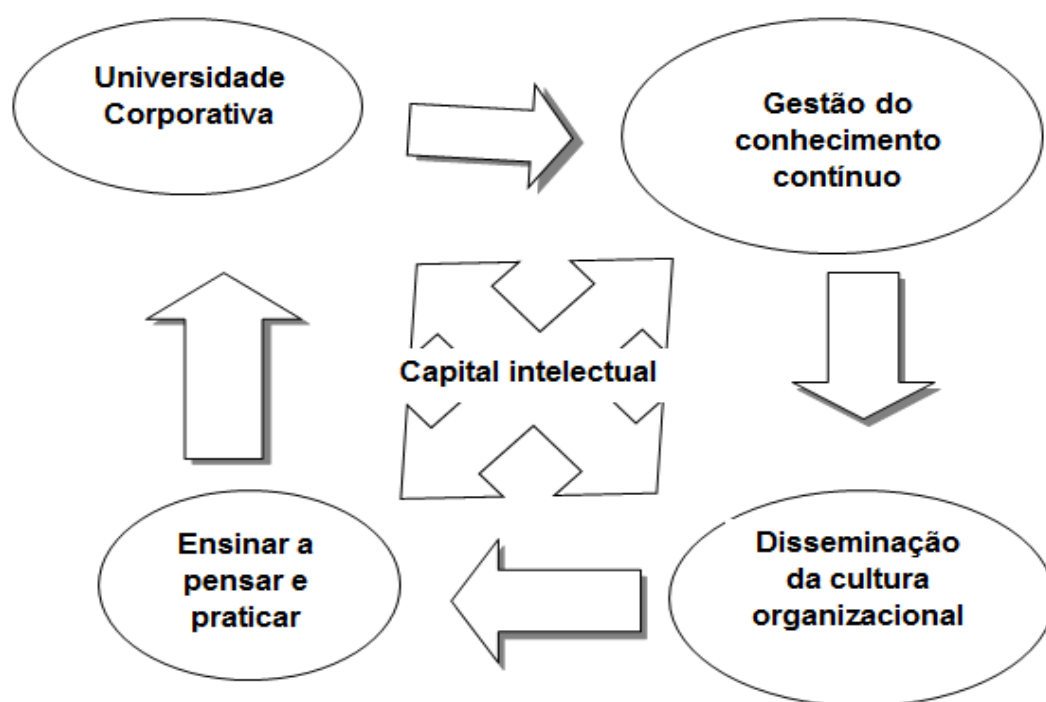 Universidade
Corporativa
Gestão do
conhecimento
contínuo
Capital intelectual
Ensinar a
pensar e
praticar
Disseminação
da cultura
organizacional